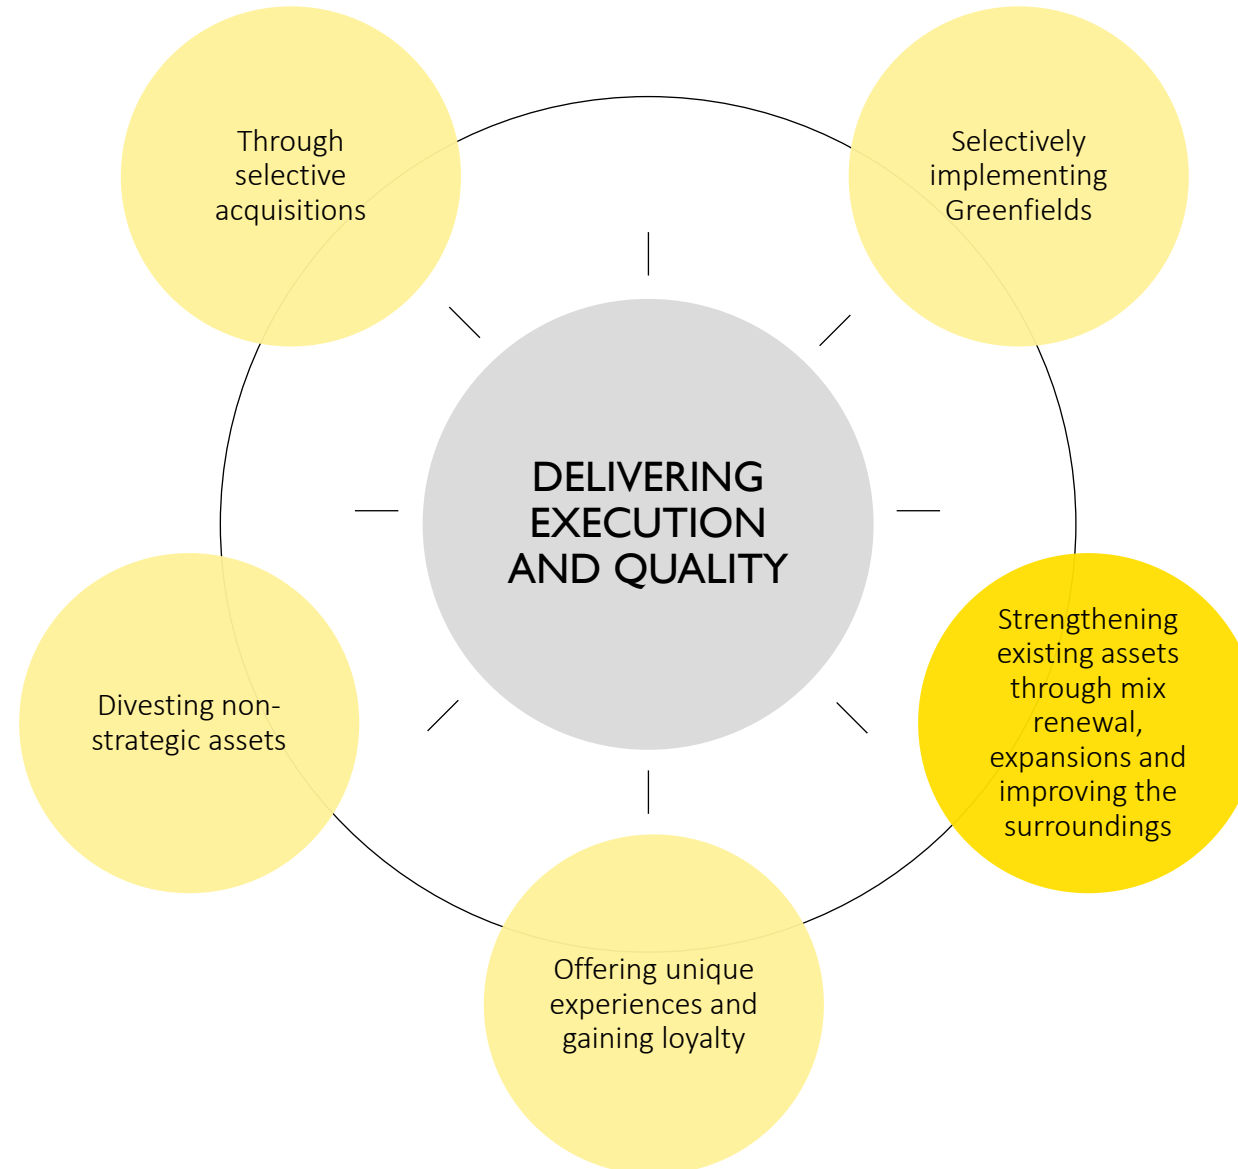 Through
selective
acquisitions
Selectively
implementing
Greenfields
DELIVERING
EXECUTION
AND QUALITY
Strengthening
existing assets
through mix
renewal,
expansions and
improving the
surroundings
Divesting non-
strategic assets
Offering unique
experiences and
gaining loyalty